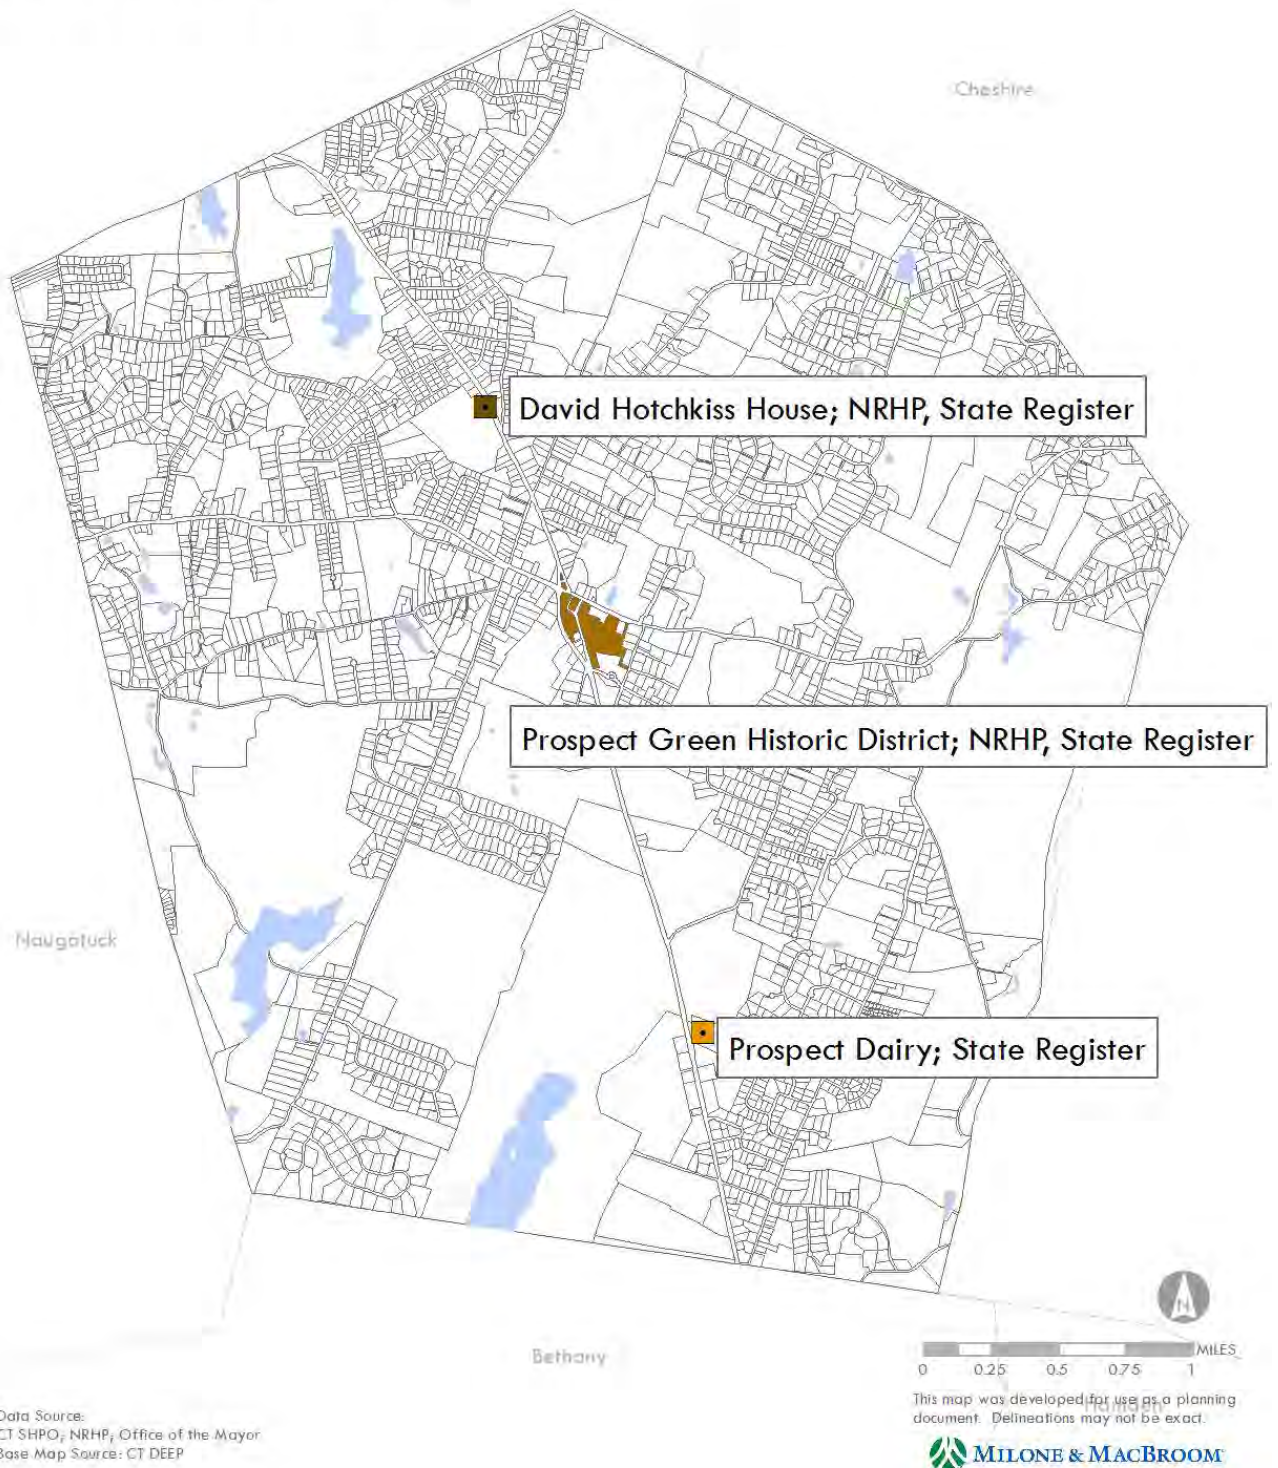 Cheshire
David Hotchkiss House; NRHP, State Register
Prospect Green Historic District; NRHP, State Register
Naugatuck
Prospect Dairy; State Register
N
Bethany
MILES
0 0.25 0.5 0.75 1
Hamden
This map was developed for use as a planning
document. Delineations may not be exact.
Data Source:
CT SHPO; NRHP; Office of the Mayor
Base Map Source: CT DEEP
MILONE & MACBROOM